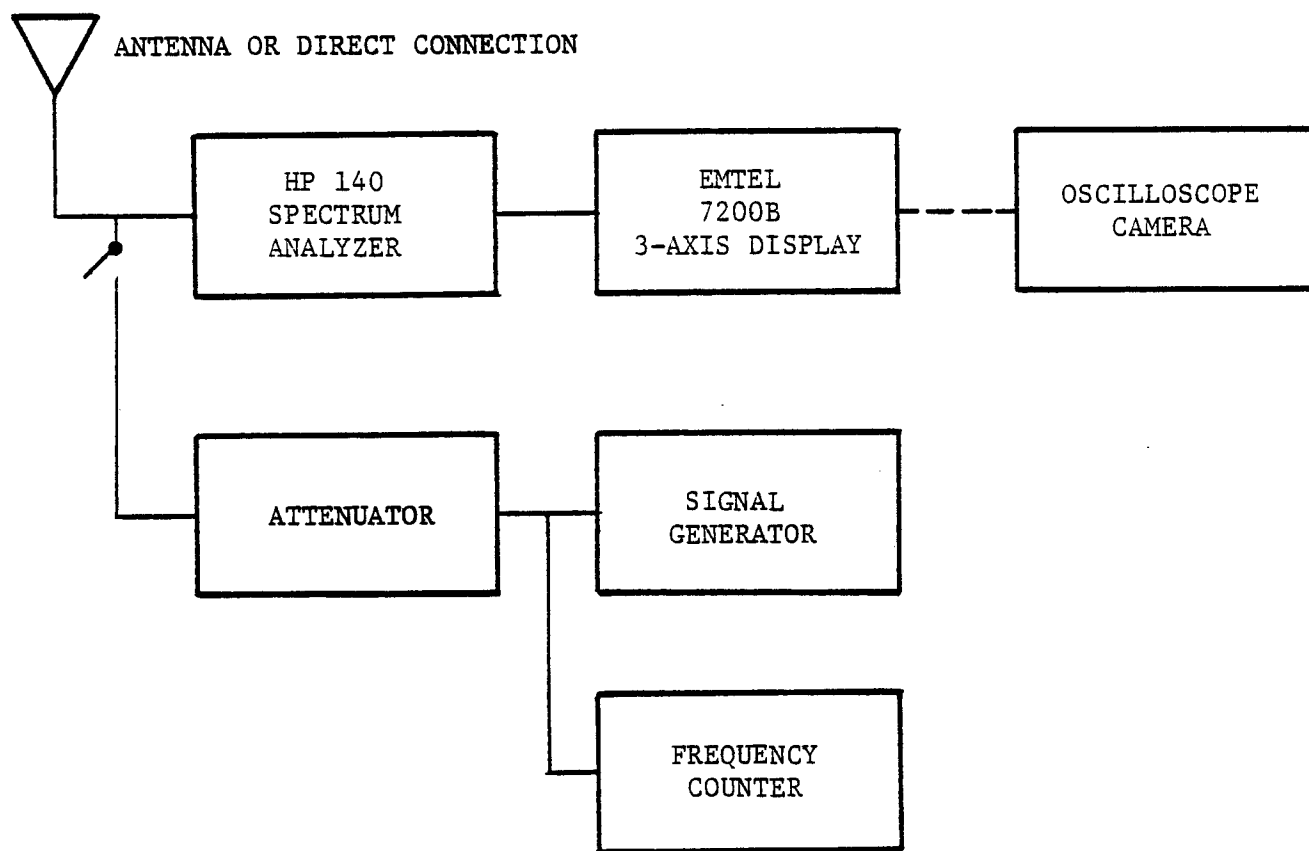 ANTENNA OR DIRECT CONNECTION
HP 140
SPECTRUM
ANALYZER
EMTEL
7200B
3-AXIS DISPLAY
OSCILLOSCOPE
CAMERA
ATTENUATOR
SIGNAL
GENERATOR
FREQUENCY
COUNTER